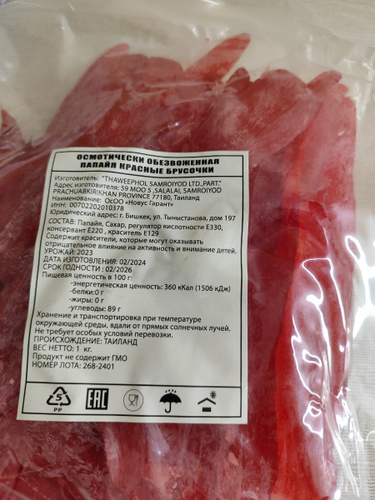 ОСМОТИЧЕСКИ ОБЕЗВОЖЕННАЯ
ПАПАЙЯ КРАСНЫЕ БРУСОЧКИ
Изготовитель: "THAWEEPHOL SAMROIYOD LTD.,PART."
Адрес изготовителя: 59 MOO 5 ,SALALAI, SAMROIYOD
PRACHUABKIRIKHAN PROVINCE 77180, Таиланд
Наименование: ОсОО «Новус Гарант»
ИНН: 00702202010378
Юридический адрес: г. Бишкек, ул. Тыныстанова, дом 197
СОСТАВ: Папайя, Сахар, регулятор кислотности E330,
консервант E220 , краситель E129
Содержит красители, которые могут оказывать
отрицательное влияние на активность и внимание детей.
УРОЖАЙ: 2023
ДАТА ИЗГОТОВЛЕНИЯ: 02/2024
СРОК ГОДНОСТИ: 02/2026
Пищевая ценность в 100 г:
-энергетическая ценность: 360 кКал (1506 кДж)
-белки:0 г
-жиры: 0 г
-углеводы: 89 г
Хранение и транспортировка при температуре
окружающей среды, вдали от прямых солнечных лучей.
Не требует особых условий перевозки.
ПРОИСХОЖДЕНИЕ: ТАИЛАНД
ВЕС НЕТТО: 1 кг.
Продукт не содержит ГМО
НОМЕР ЛОТА: 268-2401
5
PP
EAC